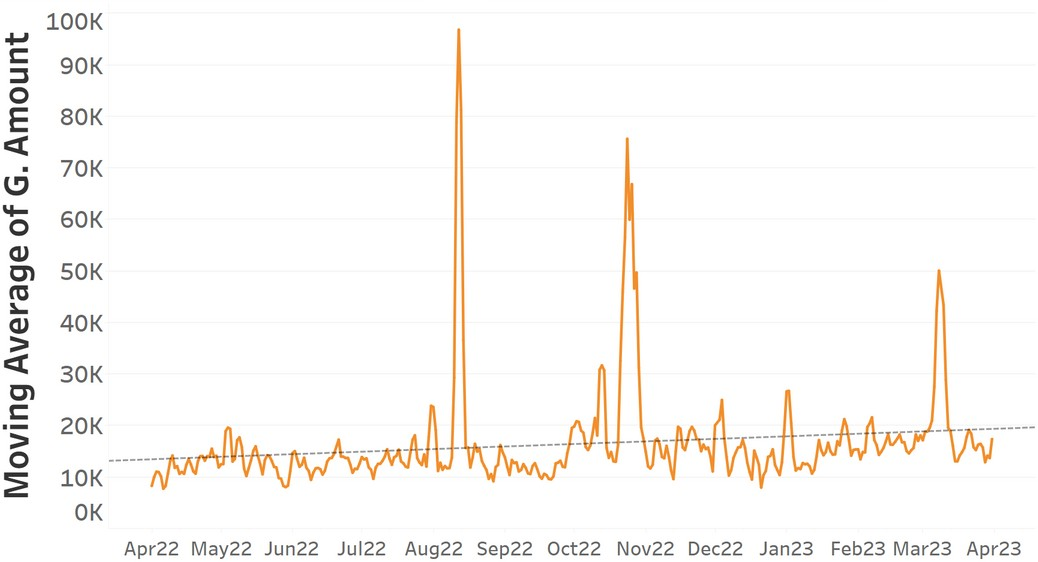 Moving Average of G. Amount
100K
90K
80K
70K
60K
50K
40K
30K
20K
10K
0K
Apr22 May22 Jun22 Jul22 Aug22 Sep22 Oct22 Nov22 Dec22 Jan23 Feb23 Mar23 Apr23